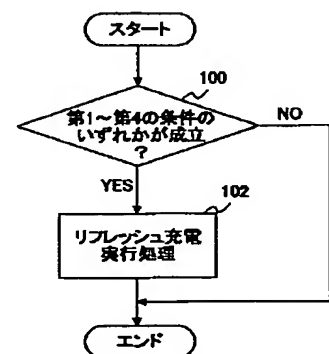 スタート
100
第1～第4の条件の
いずれかが成立
?
NO
YES
102
リフレッシュ充電
実行処理
エンド